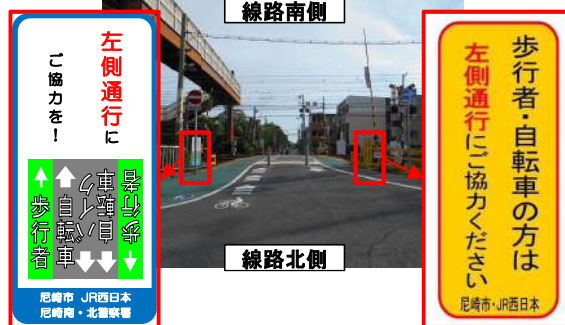 線路南側
左側通行に
ご協力を！
歩行者
自転車
バイク
自転車
歩行者
尼崎市 JR西日本
尼崎南・北警察署
歩行者・自転車の方は
左側通行にご協力ください
尼崎市・JR西日本
線路北側